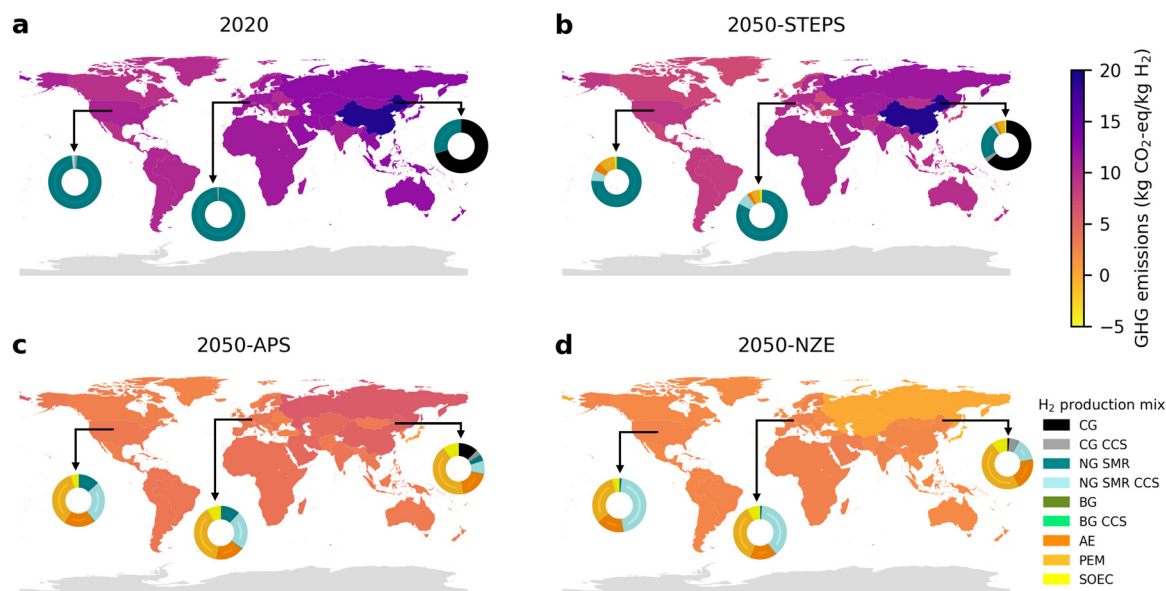 a
2020
b
2050-STEPS
20
15
10
5
0
−5
GHG emissions (kg CO₂-eq/kg H₂)
c
2050-APS
d
2050-NZE
H₂ production mix
CG
CG CCS
NG SMR
NG SMR CCS
BG
BG CCS
AE
PEM
SOEC